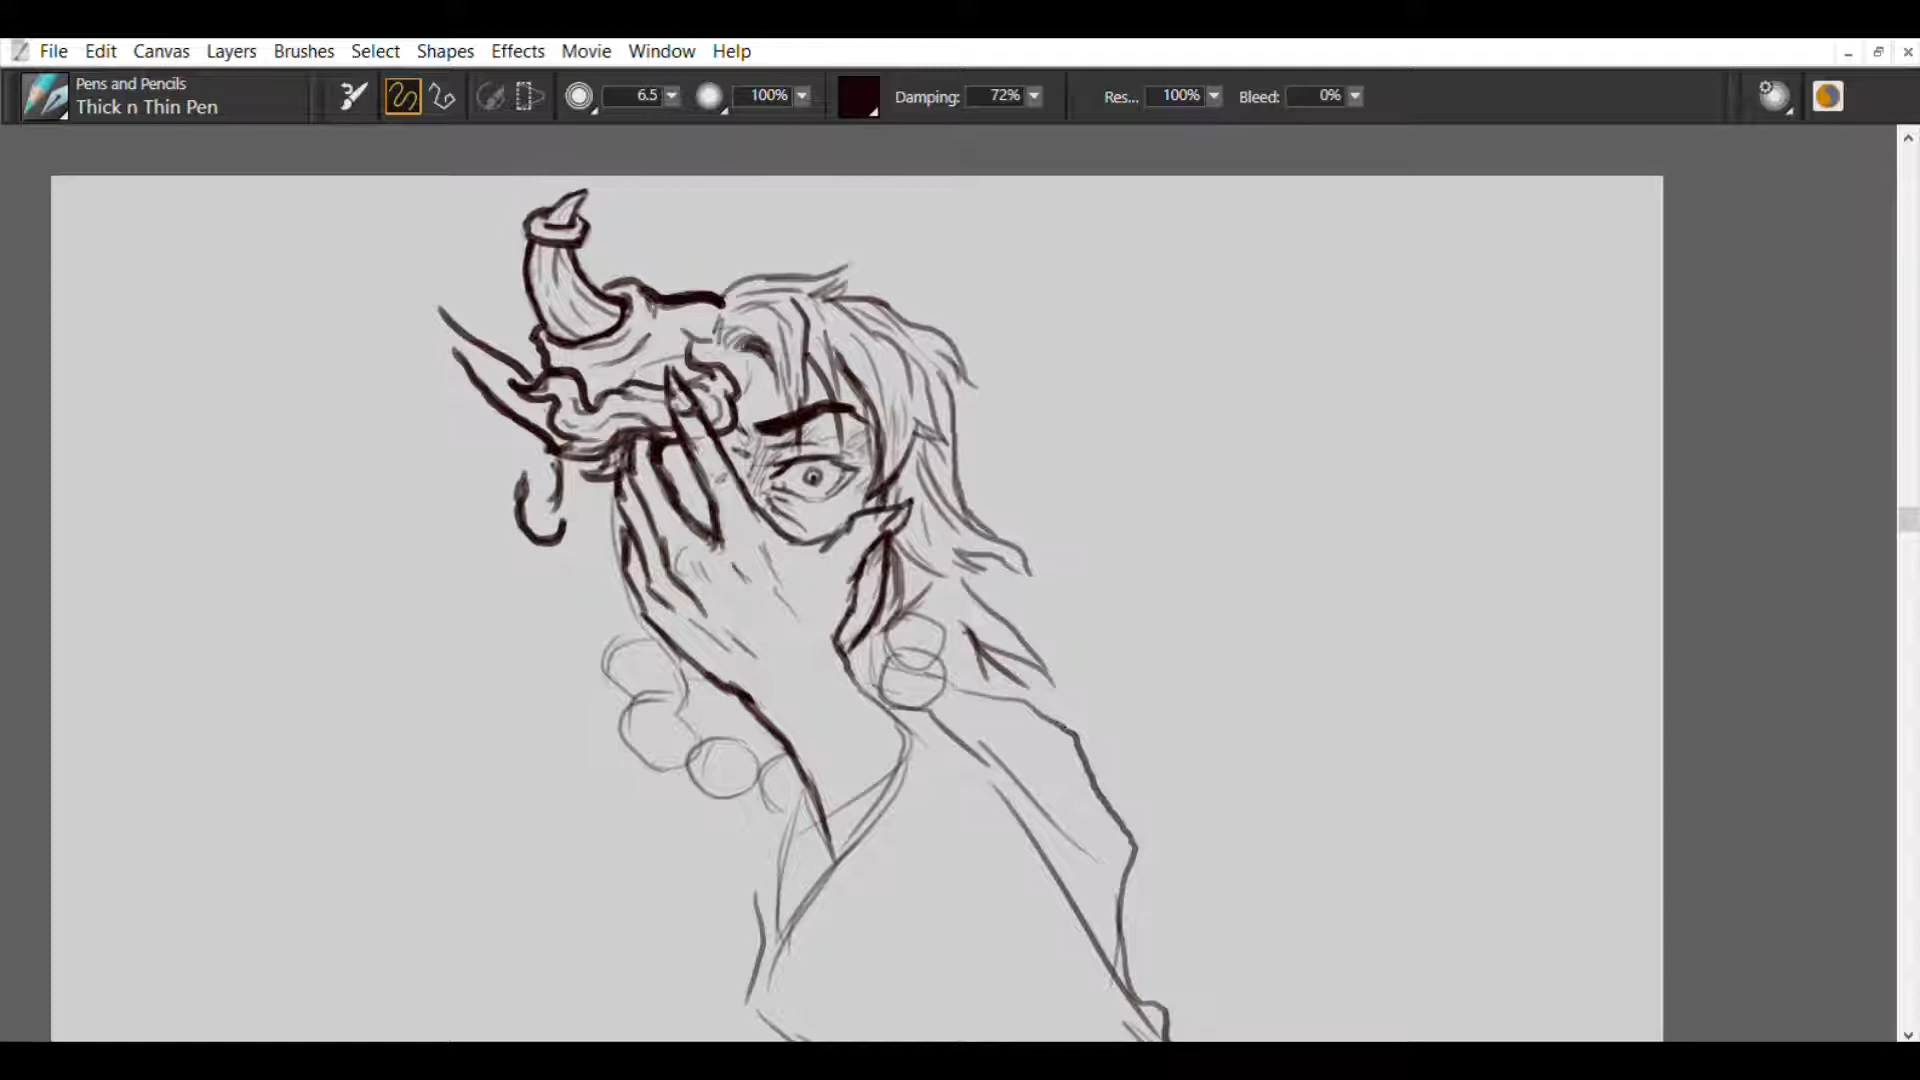 File Edit Canvas Layers Brushes Select Shapes Effects Movie Window Help
Pens and Pencils
Thick n Thin Pen
6.5 100% Damping: 72% Res... 100% Bleed: 0%